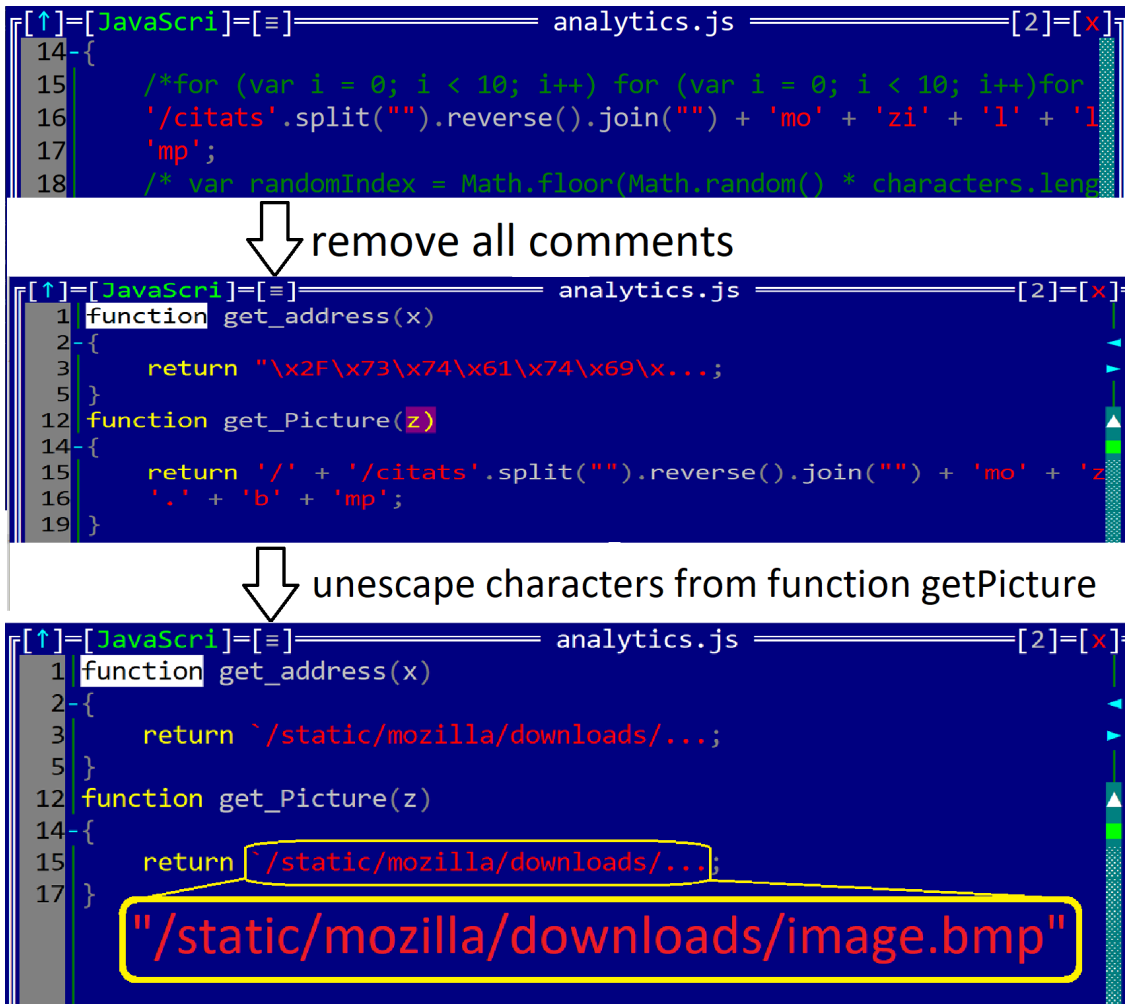 [↑]=[JavaScri]=[≡] analytics.js [2]=[x]
14-{
15 /*for (var i = 0; i < 10; i++) for (var i = 0; i < 10; i++)for
16 '/citats'.split("").reverse().join("") + 'mo' + 'zi' + 'l' + 'l
17 'mp';
18 /* var randomIndex = Math.floor(Math.random() * characters.leng
remove all comments
[↑]=[JavaScri]=[≡] analytics.js [2]=[x]
1 function get_address(x)
2-{
3 return "\x2F\x73\x74\x61\x74\x69\x...;
5 }
12 function get_Picture(z)
14-{
15 return '/' + '/citats'.split("").reverse().join("") + 'mo' + 'z
16 '.' + 'b' + 'mp';
19 }
unescape characters from function getPicture
[↑]=[JavaScri]=[≡] analytics.js [2]=[x]
1 function get_address(x)
2-{
3 return `/static/mozilla/downloads/...;
5 }
12 function get_Picture(z)
14-{
15 return `/static/mozilla/downloads/...;
17 }
"/static/mozilla/downloads/image.bmp"